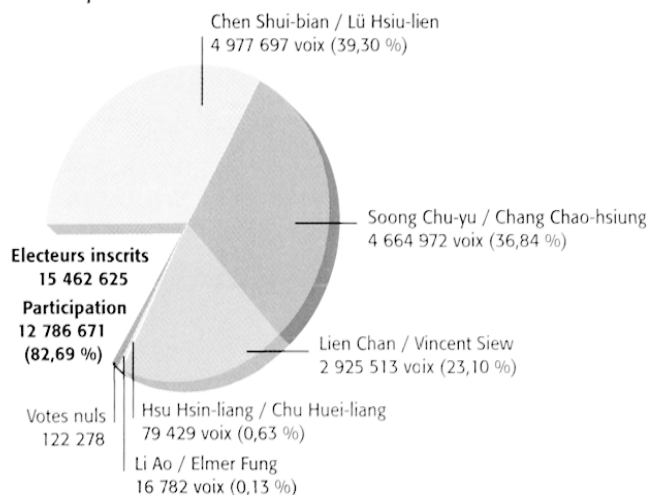 Chen Shui-bian / Lü Hsiu-lien
4 977 697 voix (39,30 %)
Soong Chu-yu / Chang Chao-hsiung
4 664 972 voix (36,84 %)
Electeurs inscrits
15 462 625
Participation
12 786 671
(82,69 %)
Lien Chan / Vincent Siew
2 925 513 voix (23,10 %)
Votes nuls
122 278
Hsu Hsin-liang / Chu Huei-liang
79 429 voix (0,63 %)
Li Ao / Elmer Fung
16 782 voix (0,13 %)